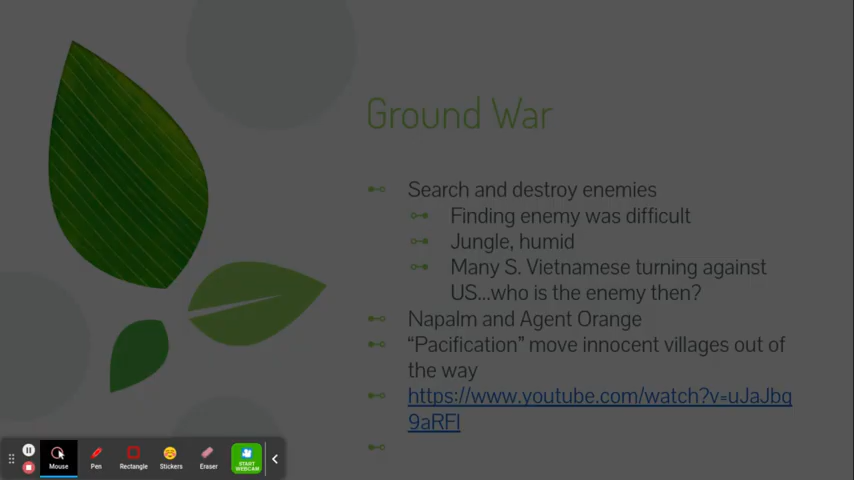 Ground War
Search and destroy enemies
Finding enemy was difficult
Jungle, humid
Many S. Vietnamese turning against
US...who is the enemy then?
Napalm and Agent Orange
“Pacification” move innocent villages out of
the way
https://www.youtube.com/watch?v=uJaJbq
9aRFI
Mouse
Pen
Rectangle
Stickers
Eraser
START
WEBCAM